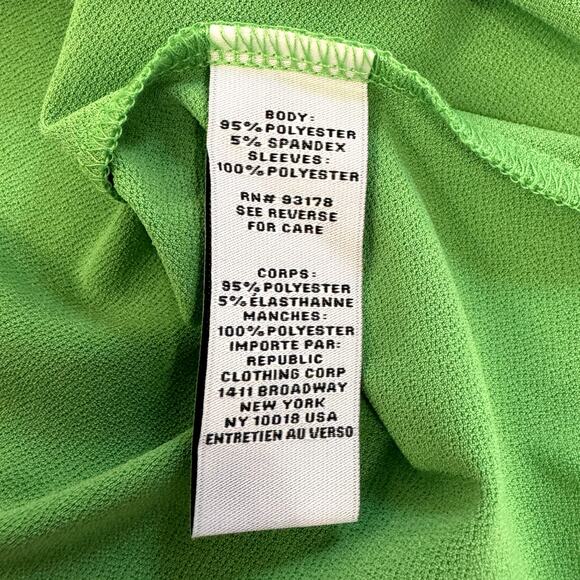 BODY:
95% POLYESTER
5% SPANDEX
SLEEVES:
100% POLYESTER
RN# 93178
SEE REVERSE
FOR CARE
CORPS:
95% POLYESTER
5% ÉLASTHANNE
MANCHES:
100% POLYESTER
IMPORTE PAR:
REPUBLIC
CLOTHING CORP
1411 BROADWAY
NEW YORK
NY 10018 USA
ENTRETIEN AU VERSO